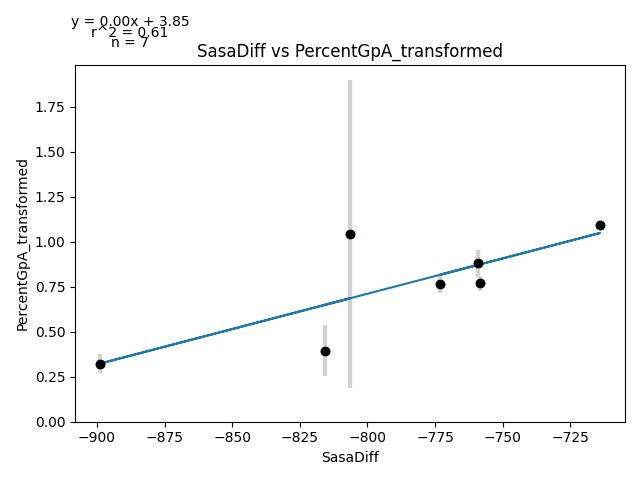 y = 0.00x + 3.85
r^2 = 0.61
n = 7
SasaDiff vs PercentGpA_transformed
PercentGpA_transformed
1.75
1.50
1.25
1.00
0.75
0.50
0.25
0.00
−900
−875
−850
−825
−800
−775
−750
−725
SasaDiff